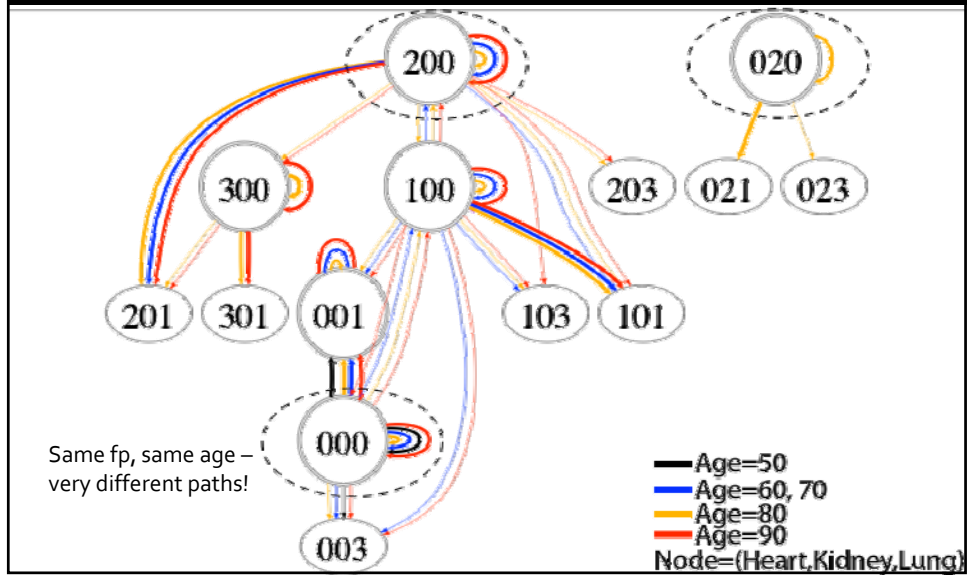 200
020
300
100
203
021
023
201
301
001
103
101
000
Same fp, same age –
very different paths!
003
Age=50
Age=60, 70
Age=80
Age=90
Node=(Heart,Kidney,Lung)